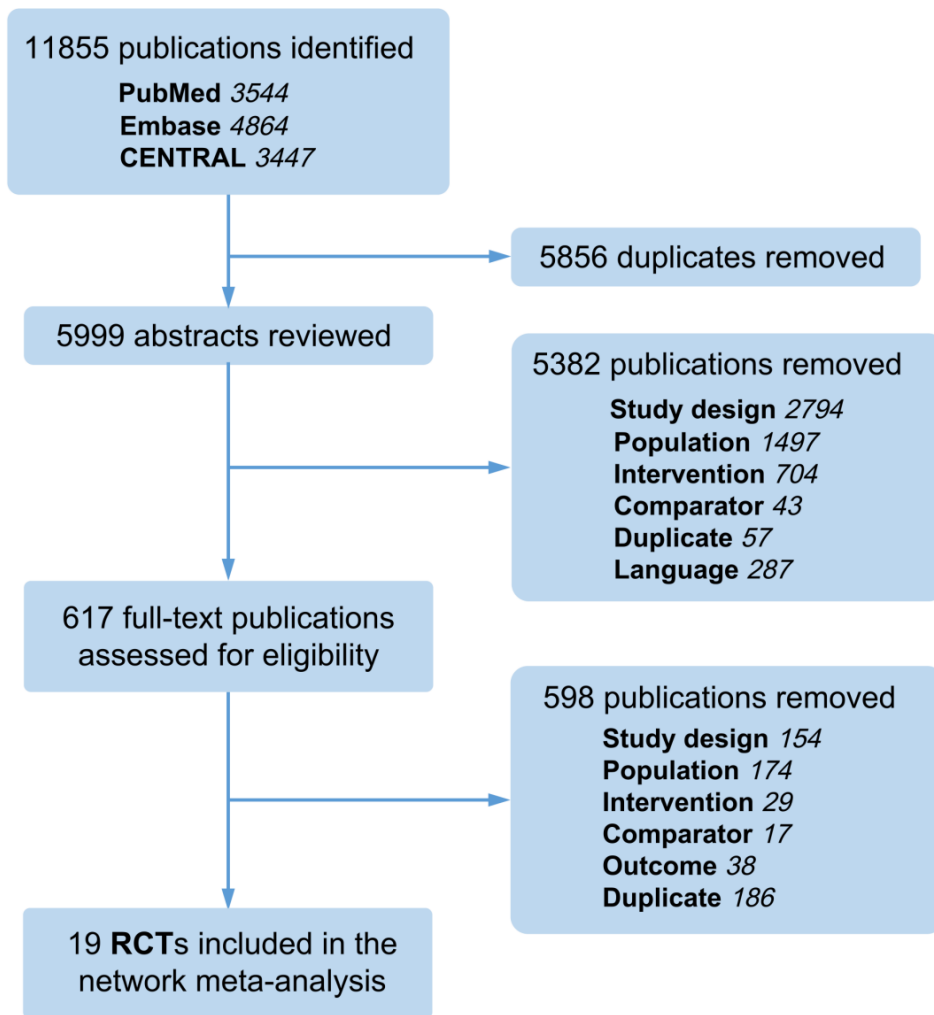 11855 publications identified
PubMed 3544
Embase 4864
CENTRAL 3447
5856 duplicates removed
5999 abstracts reviewed
5382 publications removed
Study design 2794
Population 1497
Intervention 704
Comparator 43
Duplicate 57
Language 287
617 full-text publications
assessed for eligibility
598 publications removed
Study design 154
Population 174
Intervention 29
Comparator 17
Outcome 38
Duplicate 186
19 RCTs included in the
network meta-analysis